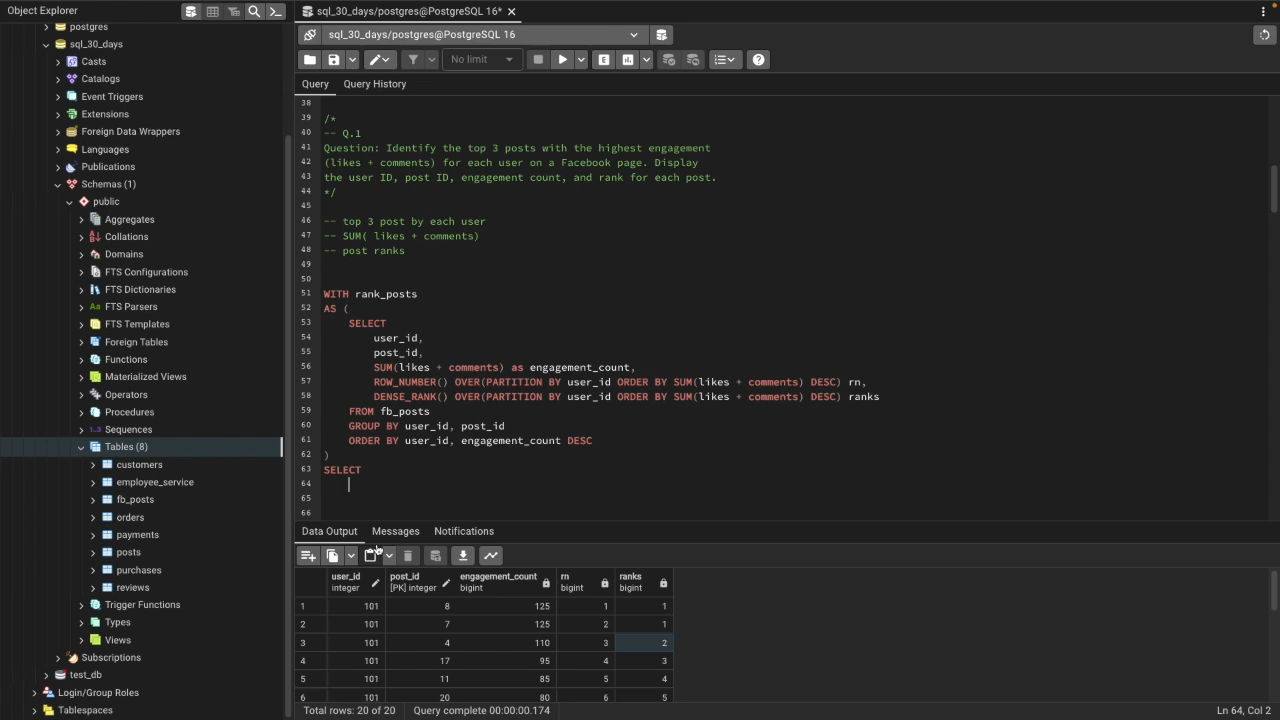 Object Explorer
postgres
sql_30_days
Casts
Catalogs
Event Triggers
Extensions
Foreign Data Wrappers
Languages
Publications
Schemas (1)
public
Aggregates
Collations
Domains
FTS Configurations
FTS Dictionaries
Aa FTS Parsers
FTS Templates
Foreign Tables
Functions
Materialized Views
Operators
Procedures
1..3 Sequences
Tables (8)
customers
employee_service
fb_posts
orders
payments
posts
purchases
reviews
Trigger Functions
Types
Views
Subscriptions
test_db
Login/Group Roles
Tablespaces
sql_30_days/postgres@PostgreSQL 16*
sql_30_days/postgres@PostgreSQL 16
No limit
E
Query Query History
38
39 /*
40 -- Q.1
41 Question: Identify the top 3 posts with the highest engagement
42 (likes + comments) for each user on a Facebook page. Display
43 the user ID, post ID, engagement count, and rank for each post.
44 */
45
46 -- top 3 post by each user
47 -- SUM( likes + comments)
48 -- post ranks
49
50
51 WITH rank_posts
52 AS (
53 SELECT
54 user_id,
55 post_id,
56 SUM(likes + comments) as engagement_count,
57 ROW_NUMBER() OVER(PARTITION BY user_id ORDER BY SUM(likes + comments) DESC) rn,
58 DENSE_RANK() OVER(PARTITION BY user_id ORDER BY SUM(likes + comments) DESC) ranks
59 FROM fb_posts
60 GROUP BY user_id, post_id
61 ORDER BY user_id, engagement_count DESC
62 )
63 SELECT
64
65
66
Data Output Messages Notifications
user_id post_id engagement_count rn ranks
integer [PK] integer bigint bigint bigint
1 101 8 125 1 1
2 101 7 125 2 1
3 101 4 110 3 2
4 101 17 95 4 3
5 101 11 85 5 4
6 101 20 80 6 5
Total rows: 20 of 20 Query complete 00:00:00.174 Ln 64, Col 2